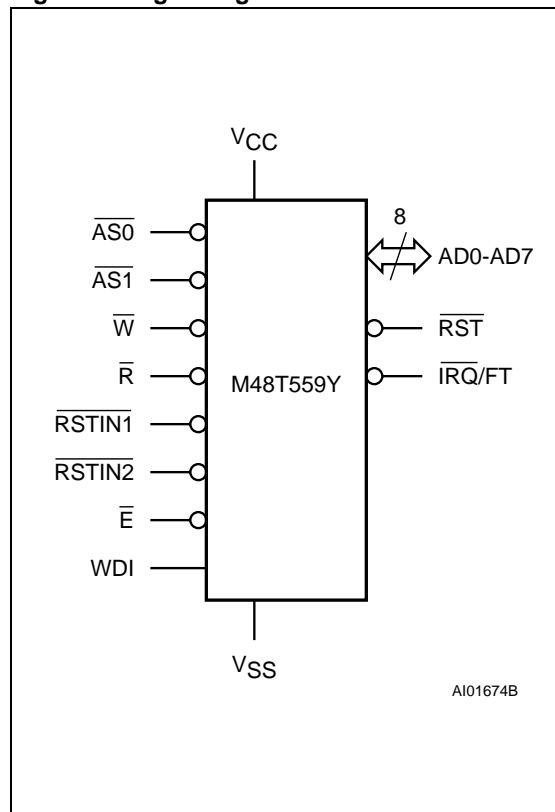 VCC
AS0
AS1
W
R
RSTIN1
RSTIN2
E
WDI
M48T559Y
8
AD0-AD7
RST
IRQ/FT
VSS
AI01674B